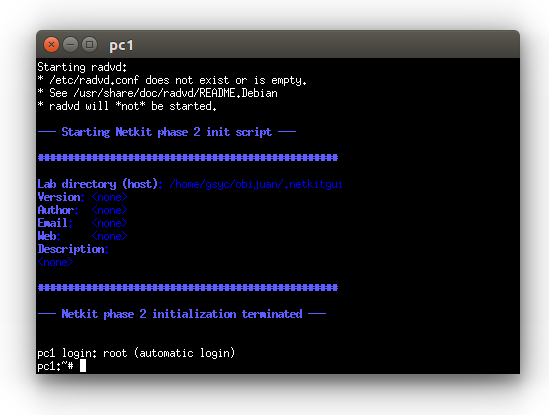 pc1
Starting radvd:
* /etc/radvd.conf does not exist or is empty.
* See /usr/share/doc/radvd/README.Debian
* radvd will *not* be started.
--- Starting Netkit phase 2 init script ---
##################################################
Lab directory (host): /home/gsyc/obijuan/.netkitgui
Version: <none>
Author: <none>
Email: <none>
Web: <none>
Description:
<none>
##################################################
--- Netkit phase 2 initialization terminated ---
pc1 login: root (automatic login)
pc1:~#